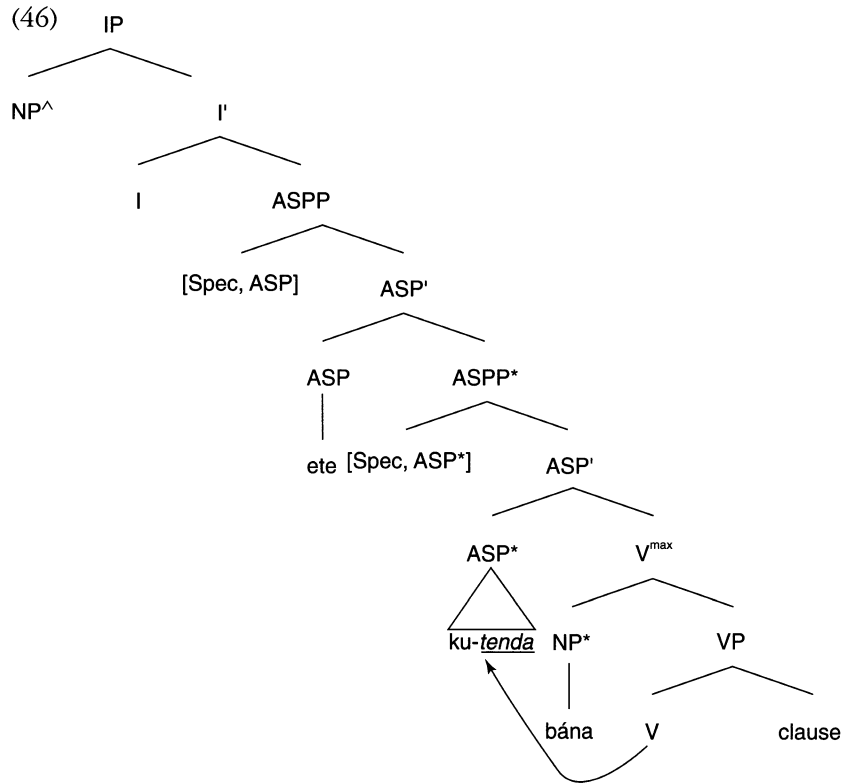 (46) IP
NP^ I'
I ASPP
[Spec, ASP] ASP'
ASP ASPP*
ete [Spec, ASP*] ASP'
ASP* Vmax
ku-tenda NP* VP
bána V clause